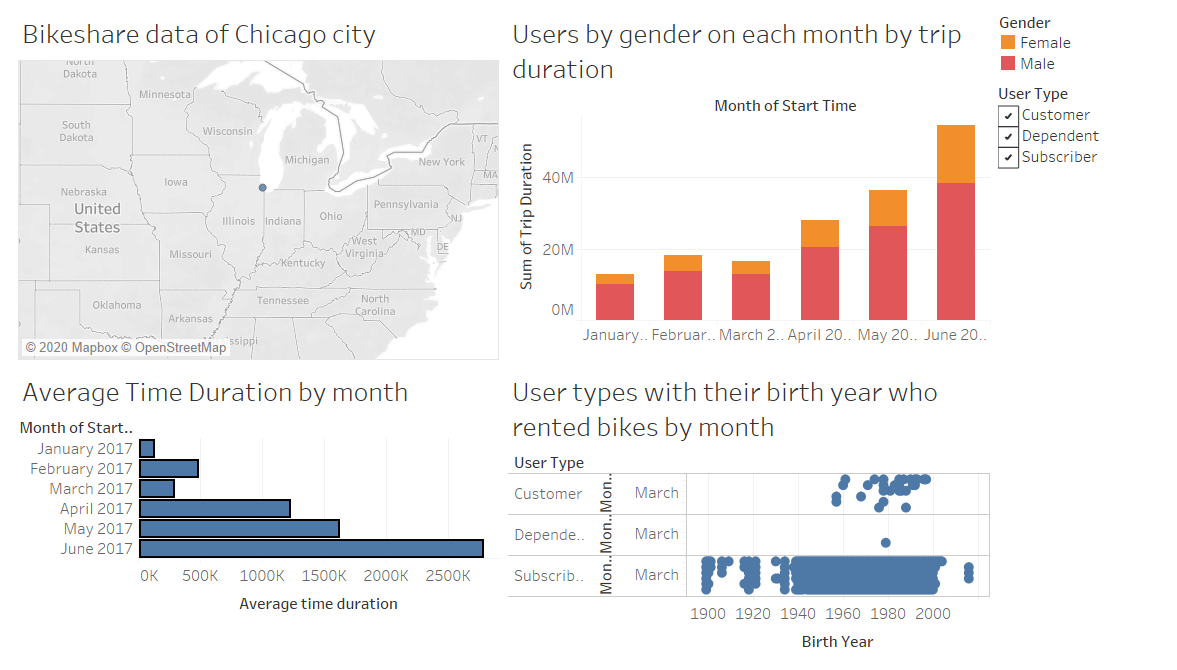 Bikeshare data of Chicago city
North
Dakota
Minnesota
South
Dakota
Wisconsin
Michigan
VT
New York
MA
Iowa
Nebraska
United
States
Illinois
Indiana
Ohio
Pennsylvania
NJ
MD
DE
Kansas
Missouri
West
Virginia
Kentucky
Oklahoma
Tennessee
North
Carolina
Arkansas
sissippi
© 2020 Mapbox © OpenStreetMap
Users by gender on each month by trip
duration
Month of Start Time
Sum of Trip Duration
40M
20M
0M
January.. Februar.. March 2.. April 20.. May 20.. June 20..
Gender
Female
Male
User Type
Customer
Dependent
Subscriber
Average Time Duration by month
Month of Start..
January 2017
February 2017
March 2017
April 2017
May 2017
June 2017
0K 500K 1000K 1500K 2000K 2500K
Average time duration
User types with their birth year who
rented bikes by month
User Type
Customer Mon.. March
Depende.. Mon.. March
Subscrib.. Mon.. March
1900 1920 1940 1960 1980 2000
Birth Year